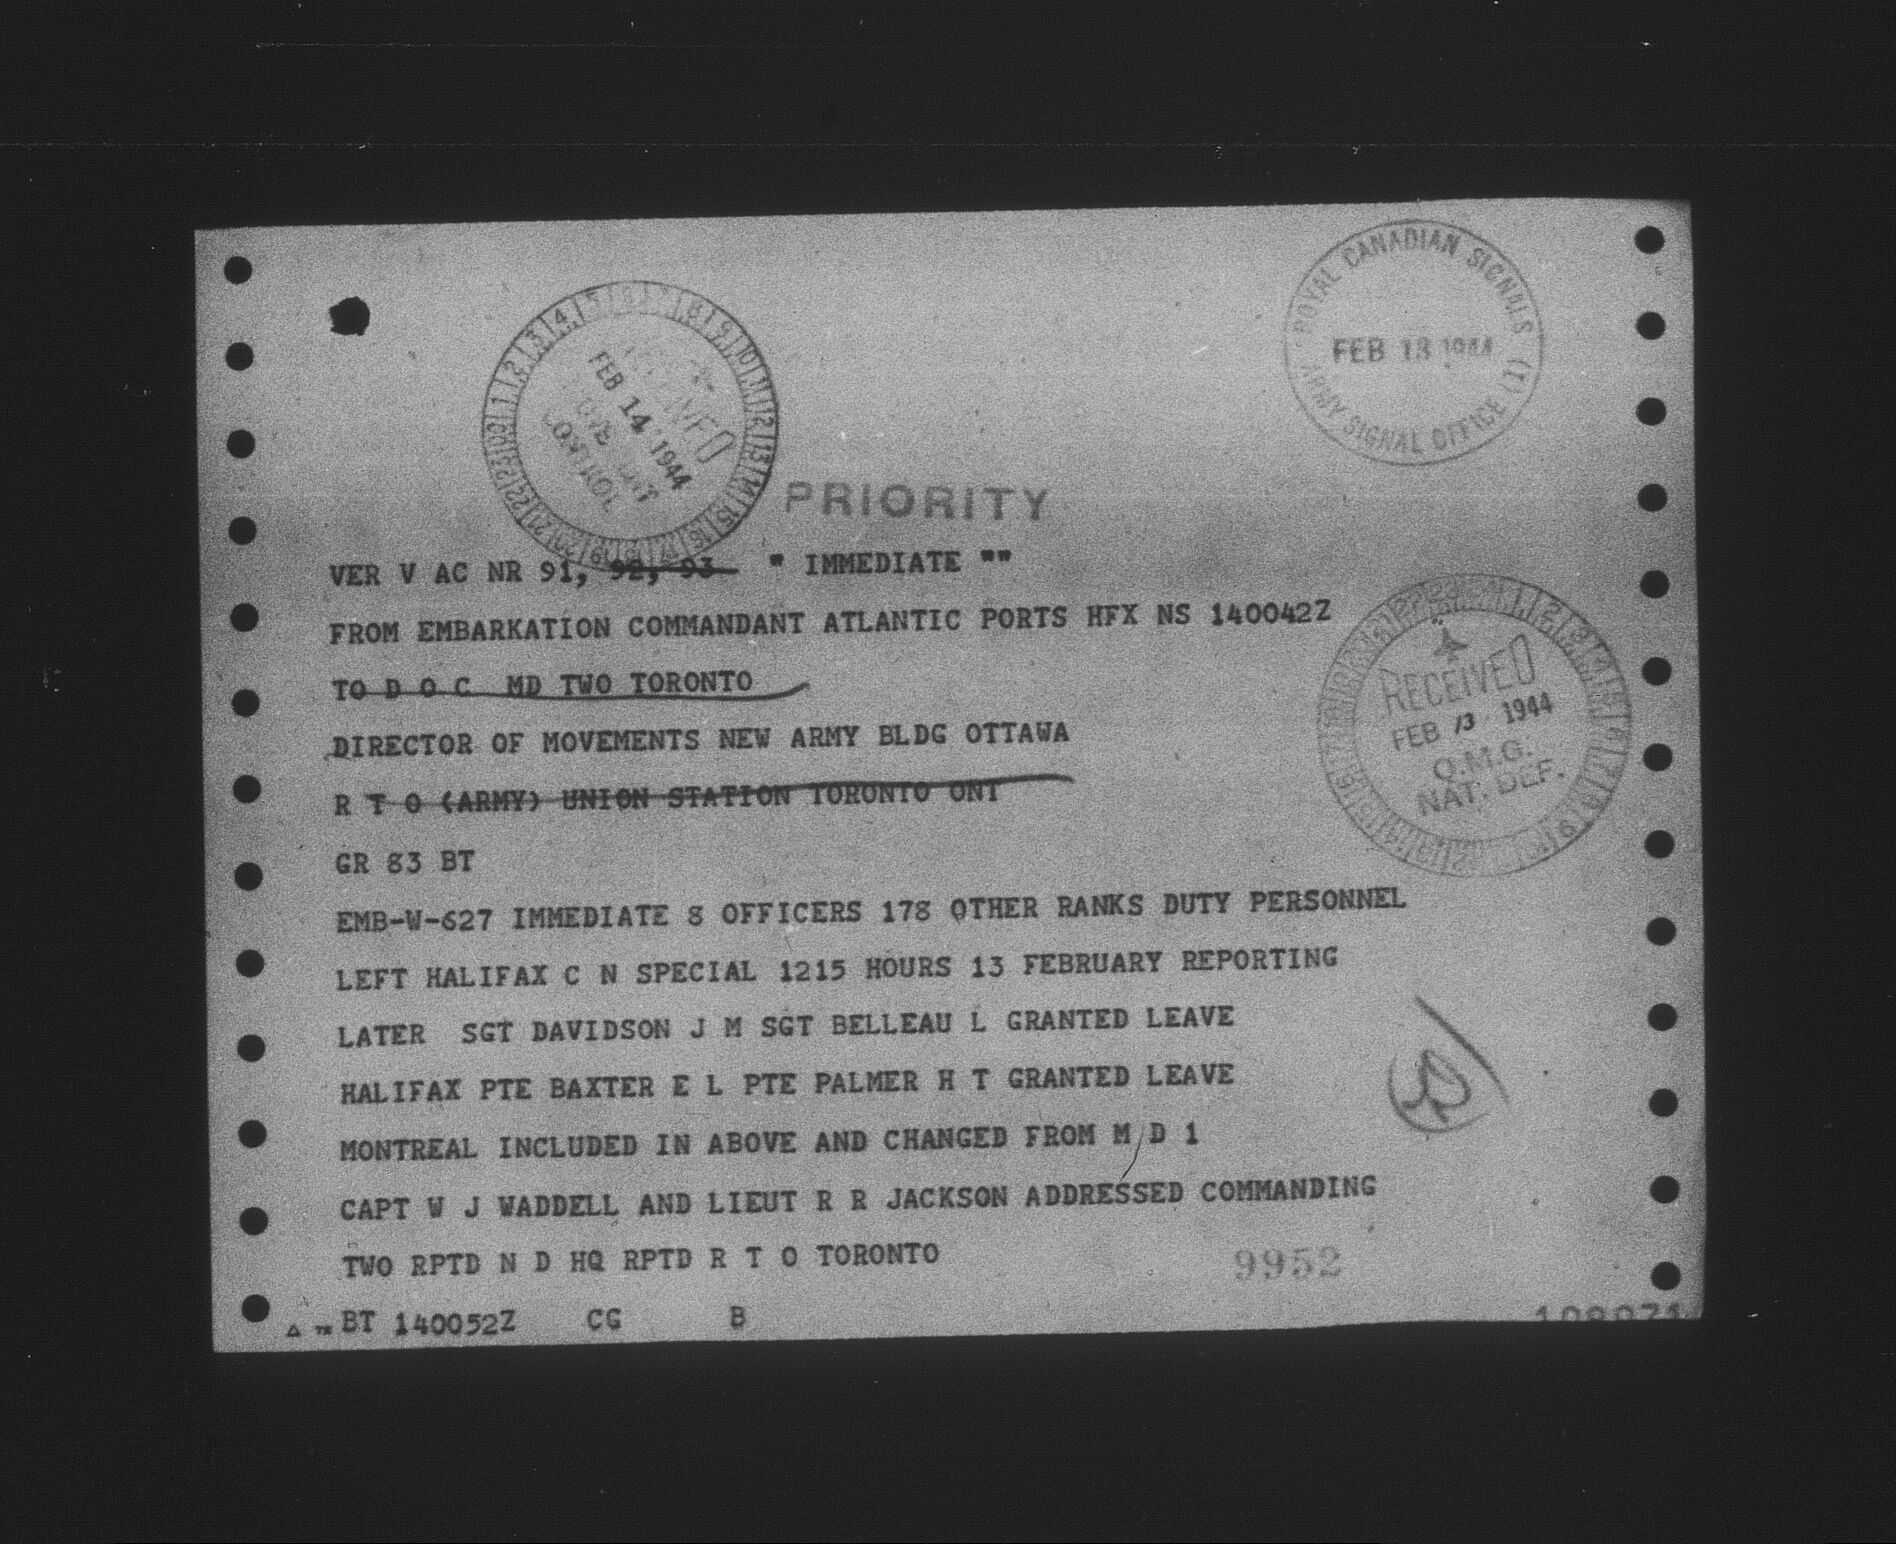 ROYAL CANADIAN SIGNALS
FEB 13 1944
ARMY SIGNAL OFFICE (1)
FEB 14 1944
CONTROL
PRIORITY
VER V AC NR 91, 92, 93 " IMMEDIATE ""
FROM EMBARKATION COMMANDANT ATLANTIC PORTS HFX NS 140042Z
TO D O C MD TWO TORONTO
DIRECTOR OF MOVEMENTS NEW ARMY BLDG OTTAWA
R T O (ARMY) UNION STATION TORONTO ONT
RECEIVED
FEB 13 1944
Q.M.G.
NAT. DEF.
GR 83 BT
EMB-W-627 IMMEDIATE 8 OFFICERS 178 OTHER RANKS DUTY PERSONNEL
LEFT HALIFAX C N SPECIAL 1215 HOURS 13 FEBRUARY REPORTING
LATER SGT DAVIDSON J M SGT BELLEAU L GRANTED LEAVE
HALIFAX PTE BAXTER E L PTE PALMER H T GRANTED LEAVE
MONTREAL INCLUDED IN ABOVE AND CHANGED FROM M D 1
CAPT W J WADDELL AND LIEUT R R JACKSON ADDRESSED COMMANDING
TWO RPTD N D HQ RPTD R T O TORONTO
9952
BT 140052Z CG B